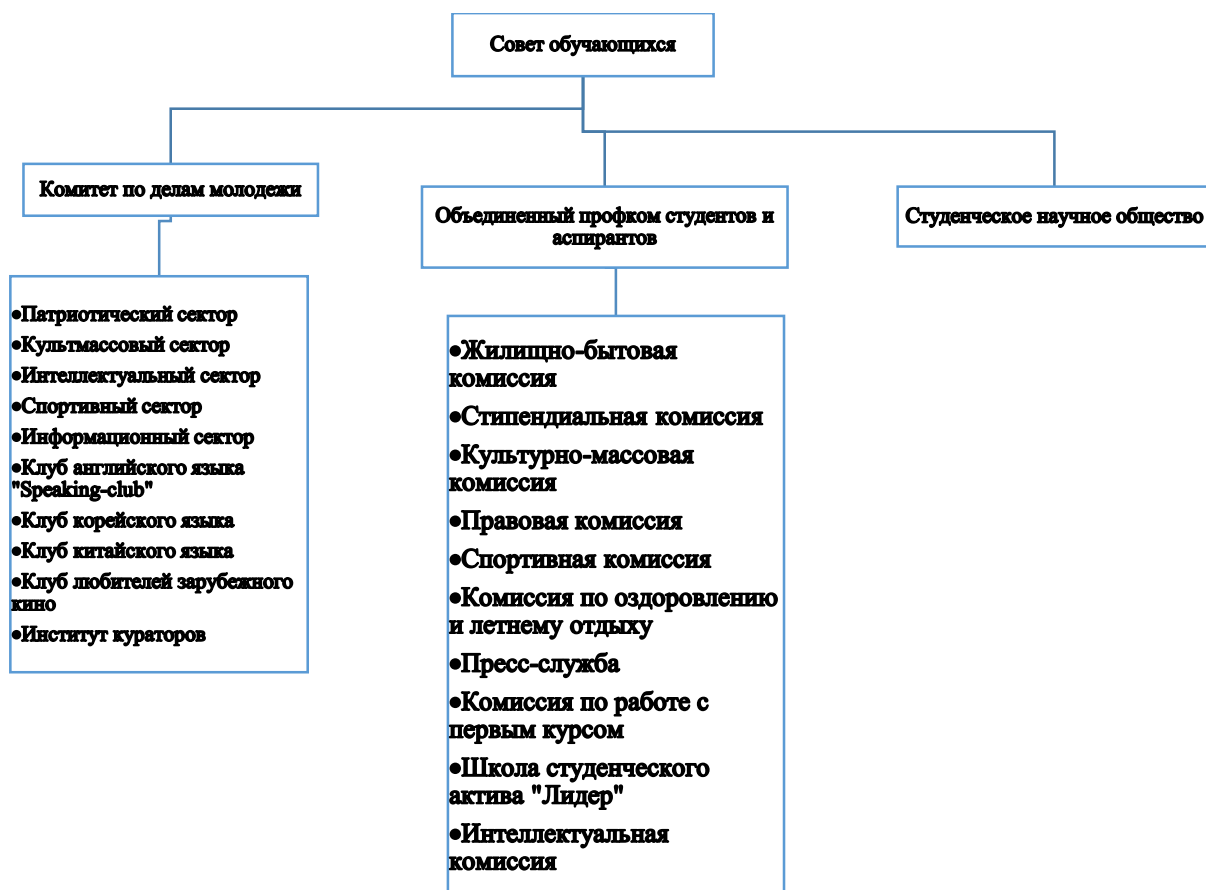 Совет обучающихся
Комитет по делам молодежи
•Патриотический сектор
•Культмассовый сектор
•Интеллектуальный сектор
•Спортивный сектор
•Информационный сектор
•Клуб английского языка
"Speaking-club"
•Клуб корейского языка
•Клуб китайского языка
•Клуб любителей зарубежного
кино
•Институт кураторов
Объединенный профком студентов и
аспирантов
•Жилищно-бытовая
комиссия
•Стипендиальная комиссия
•Культурно-массовая
комиссия
•Правовая комиссия
•Спортивная комиссия
•Комиссия по оздоровлению
и летнему отдыху
•Пресс-служба
•Комиссия по работе с
первым курсом
•Школа студенческого
актива "Лидер"
•Интеллектуальная
комиссия
Студенческое научное общество